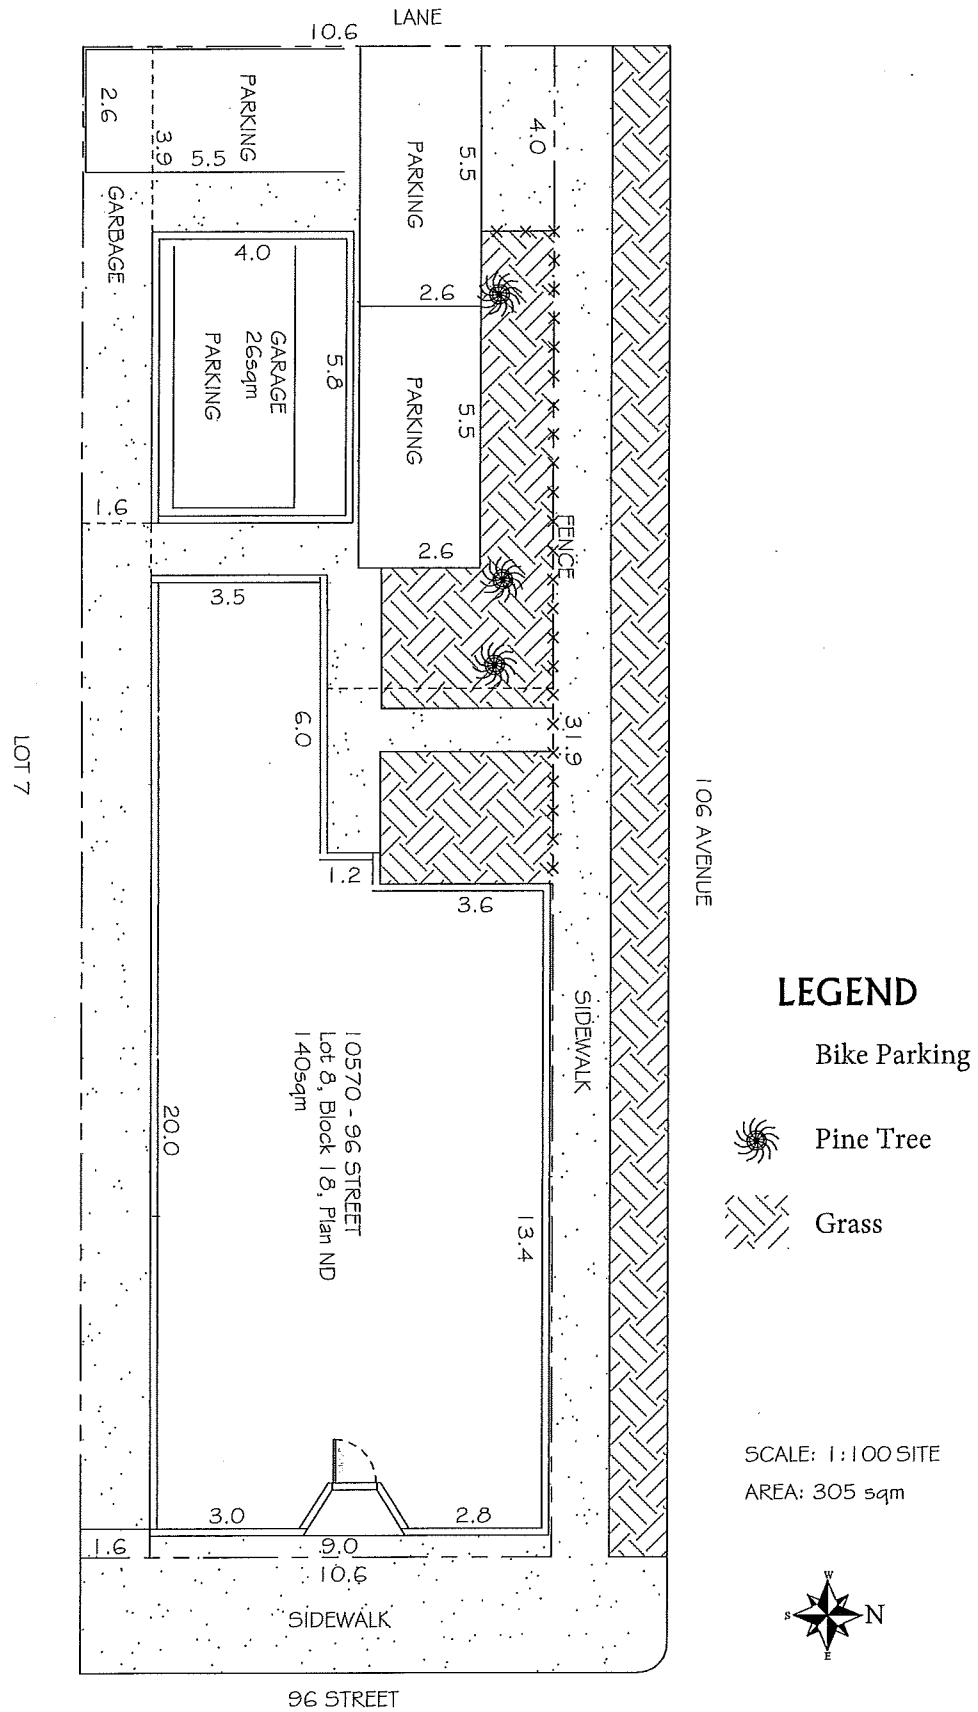 LANE
10.6
PARKING
2.6
3.9
5.5
PARKING
5.5
4.0
GARBAGE
4.0
2.6
GARAGE
26sqm
PARKING
5.8
PARKING
5.5
1.6
FENCE
2.6
3.5
6.0
31.9
LOT 7
106 AVENUE
1.2
3.6
LEGEND
SIDEWALK
Bike Parking
10570 - 96 STREET
Lot 8, Block 18, Plan ND
140sqm
20.0
Pine Tree
13.4
Grass
SCALE: 1:100 SITE
AREA: 305 sqm
3.0
2.8
1.6
9.0
10.6
W
S
N
E
SIDEWALK
96 STREET